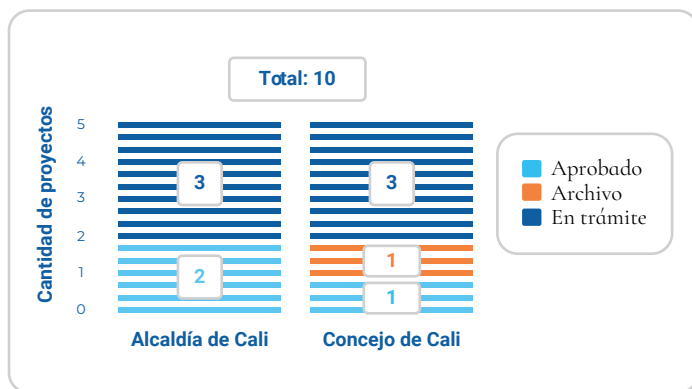 Total: 10
Cantidad de proyectos
5
4
3
2
1
0
3
2
3
1
1
Alcaldía de Cali
Concejo de Cali
Aprobado
Archivo
En trámite